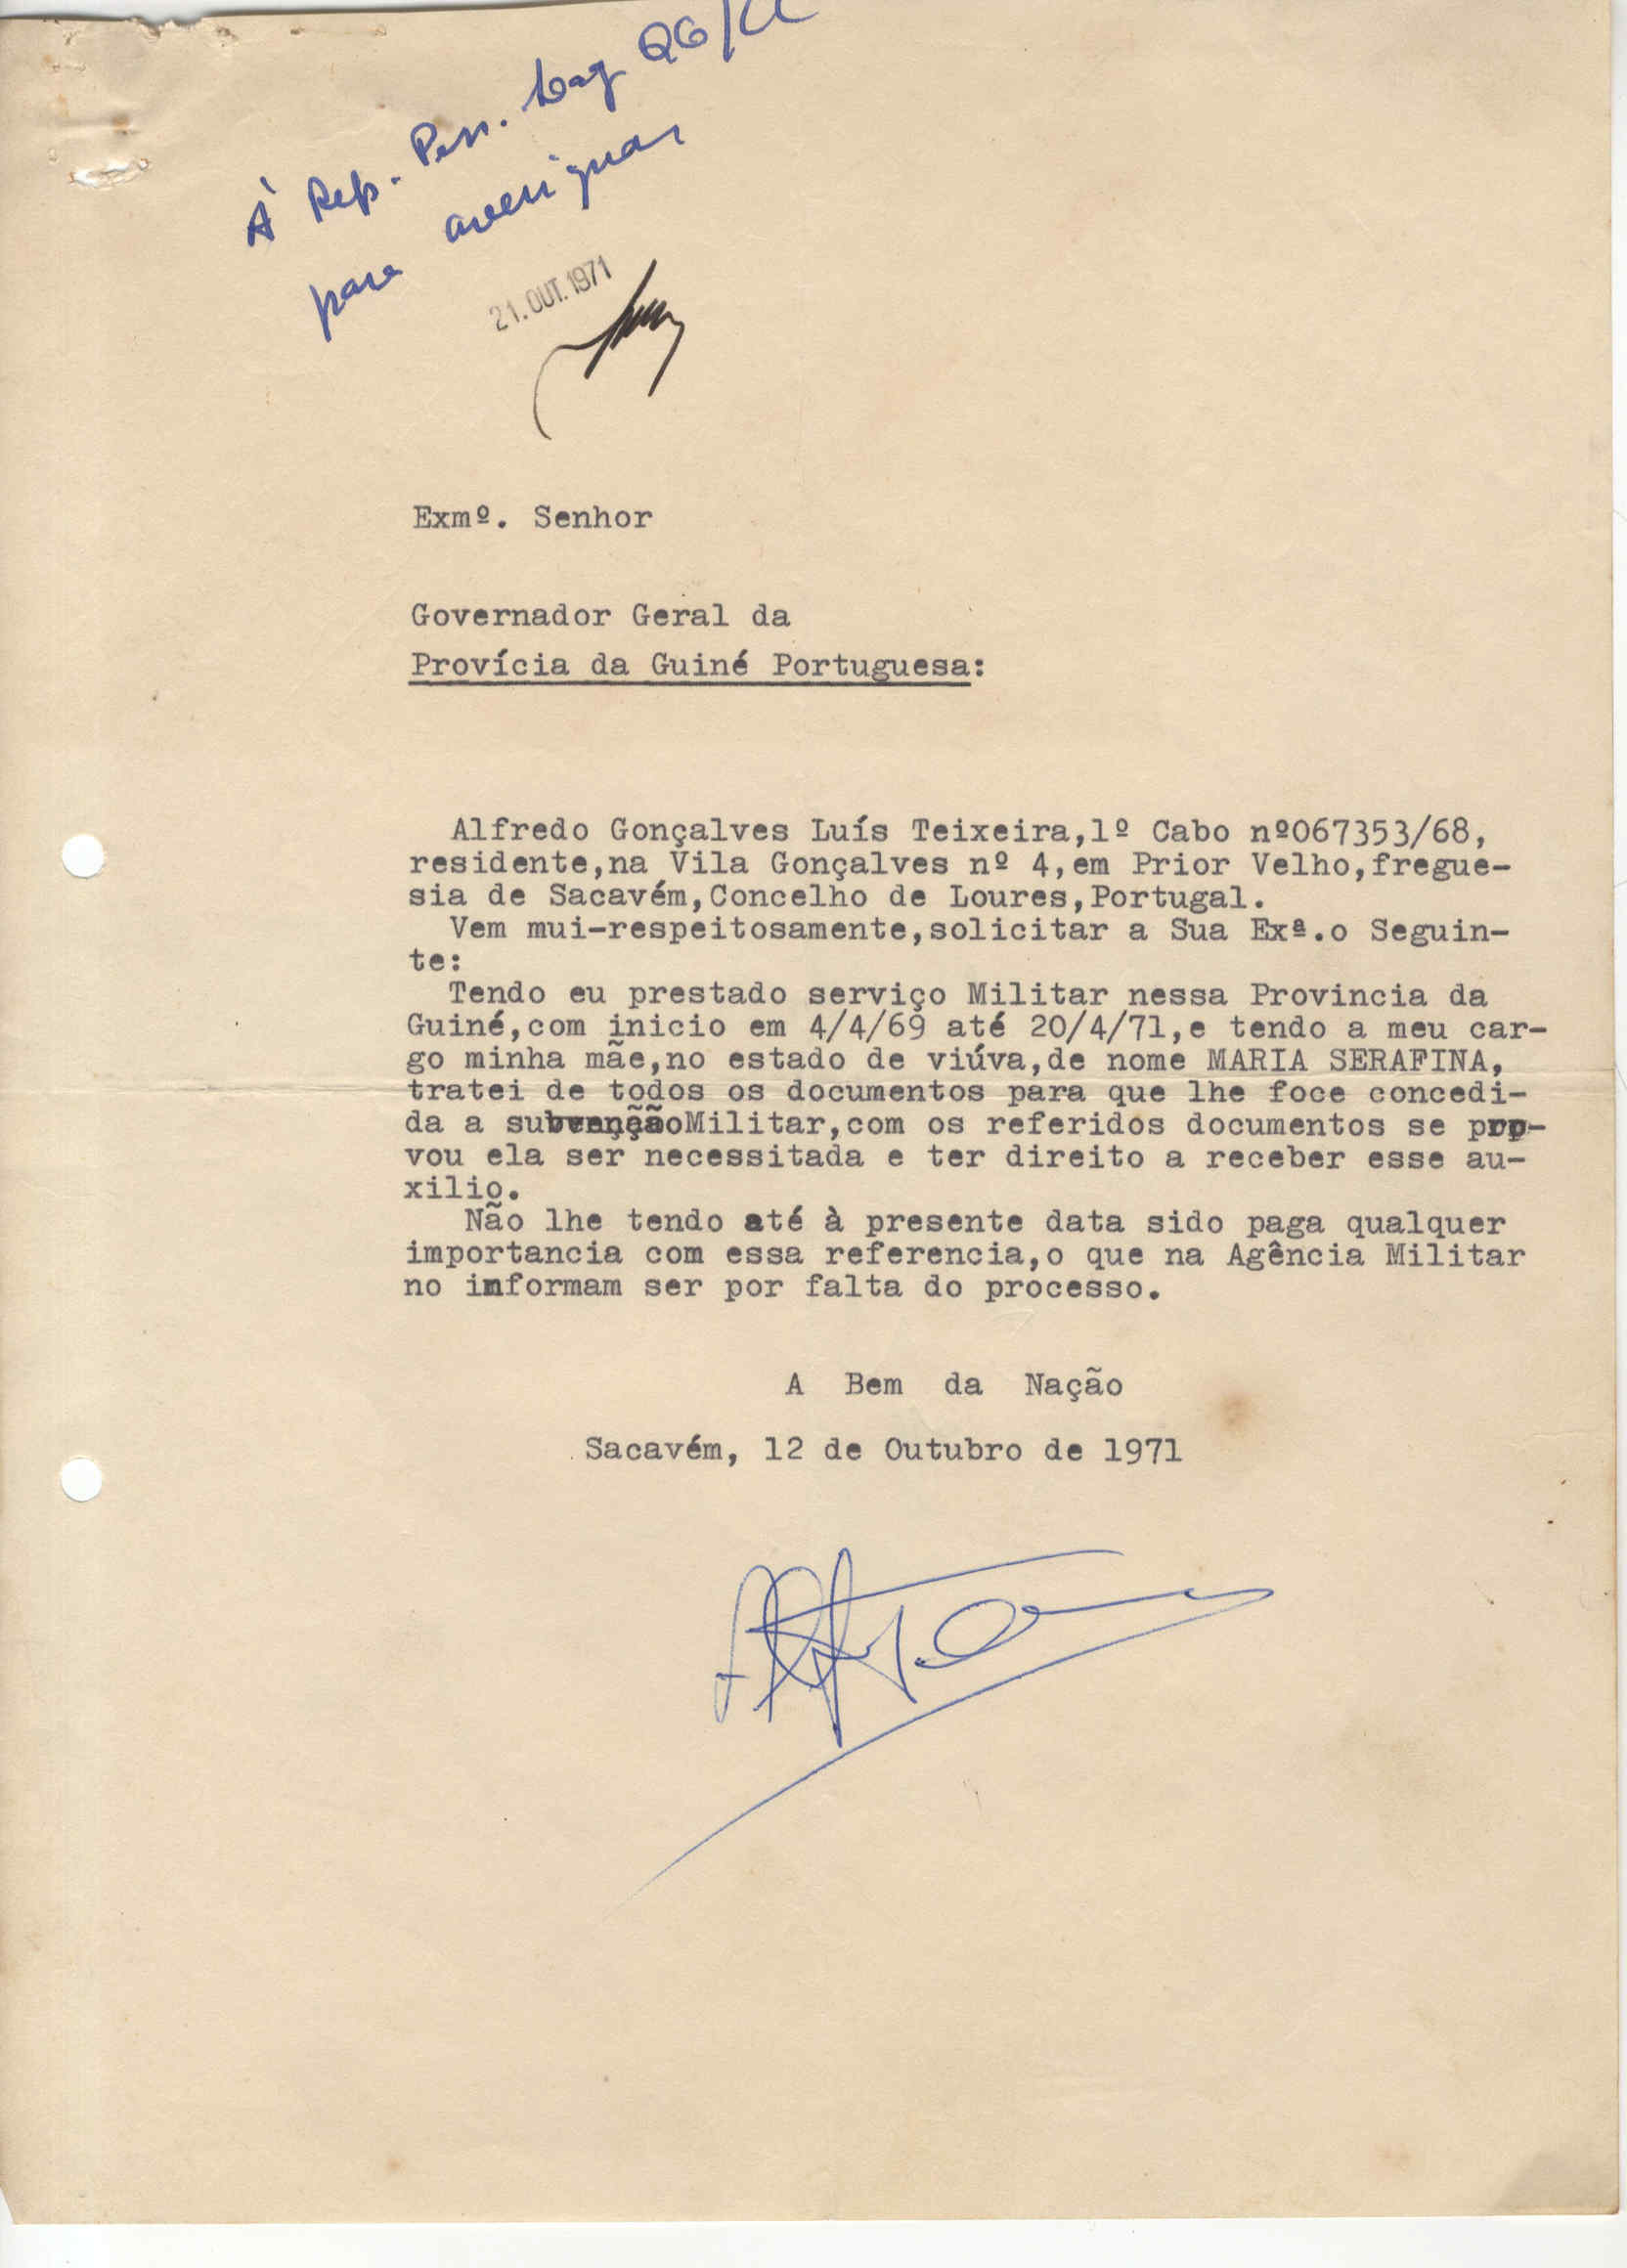 À Rep. Pess. Lag QG/CC
para averiguar
21.OUT.1971
Exmº. Senhor
Governador Geral da
Provícia da Guiné Portuguesa:
Alfredo Gonçalves Luís Teixeira,1º Cabo nº067353/68,
residente,na Vila Gonçalves nº 4,em Prior Velho,fregue-
sia de Sacavém,Concelho de Loures,Portugal.
Vem mui-respeitosamente,solicitar a Sua Exª.o Seguin-
te:
Tendo eu prestado serviço Militar nessa Provincia da
Guiné,com inicio em 4/4/69 até 20/4/71,e tendo a meu car-
go minha mãe,no estado de viúva,de nome MARIA SERAFINA,
tratei de todos os documentos para que lhe foce concedi-
da a subvençãoMilitar,com os referidos documentos se pro-
vou ela ser necessitada e ter direito a receber esse au-
xilio.
Não lhe tendo até à presente data sido paga qualquer
importancia com essa referencia,o que na Agência Militar
no informam ser por falta do processo.
A Bem da Nação
Sacavém, 12 de Outubro de 1971